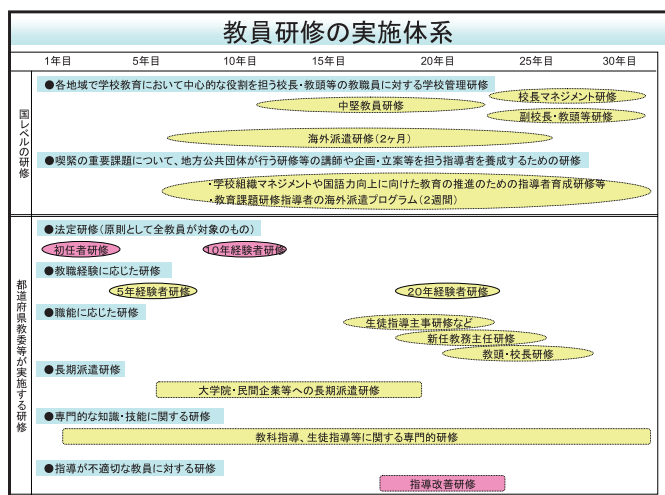 教員研修の実施体系
1年目 5年目 10年目 15年目 20年目 25年目 30年目
国レベルの研修
●各地域で学校教育において中心的な役割を担う校長・教頭等の教職員に対する学校管理研修
校長マネジメント研修
中堅教員研修
副校長・教頭等研修
海外派遣研修(2ヶ月)
●喫緊の重要課題について、地方公共団体が行う研修等の講師や企画・立案等を担う指導者を養成するための研修
・学校組織マネジメントや国語力向上に向けた教育の推進のための指導者育成研修等
・教育課題研修指導者の海外派遣プログラム(2週間)
都道府県教委等が実施する研修
●法定研修(原則として全教員が対象のもの)
初任者研修 10年経験者研修
●教職経験に応じた研修
5年経験者研修 20年経験者研修
●職能に応じた研修
生徒指導主事研修など
新任教務主任研修
教頭・校長研修
●長期派遣研修
大学院・民間企業等への長期派遣研修
●専門的な知識・技能に関する研修
教科指導、生徒指導等に関する専門的研修
●指導が不適切な教員に対する研修
指導改善研修